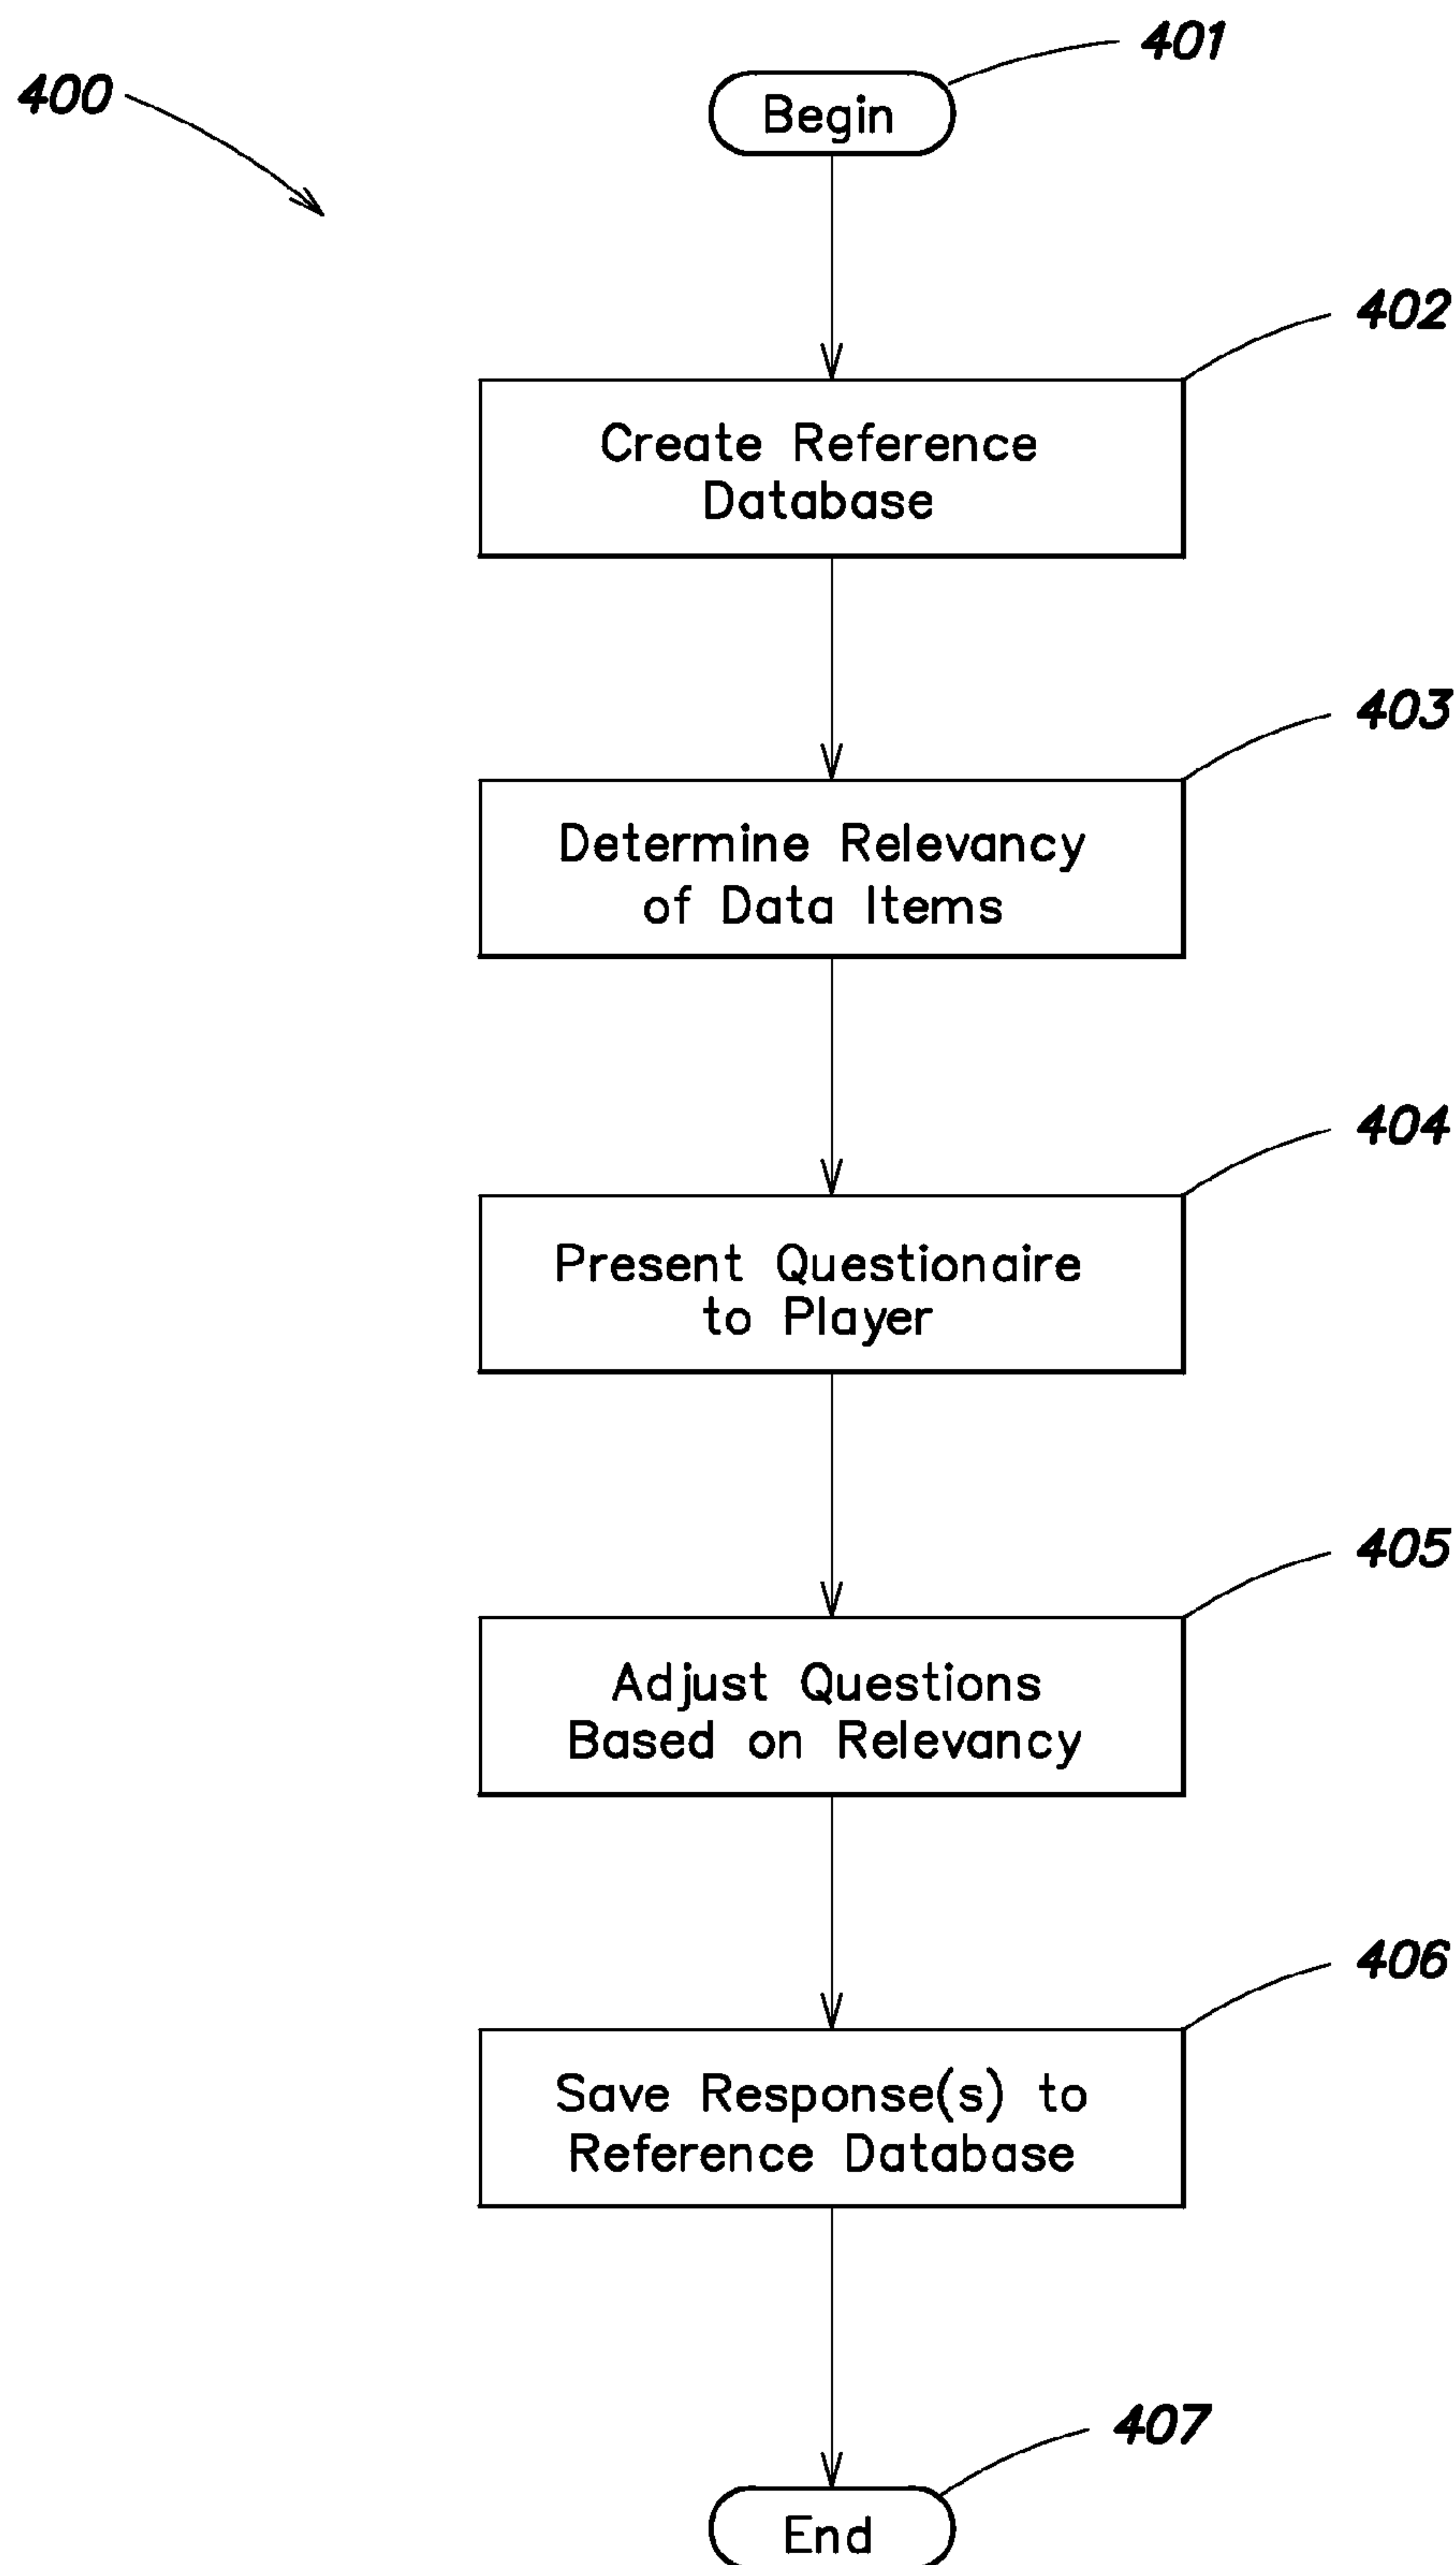 401
400
Begin
402
Create Reference
Database
403
Determine Relevancy
of Data Items
404
Present Questionaire
to Player
405
Adjust Questions
Based on Relevancy
406
Save Response(s) to
Reference Database
407
End